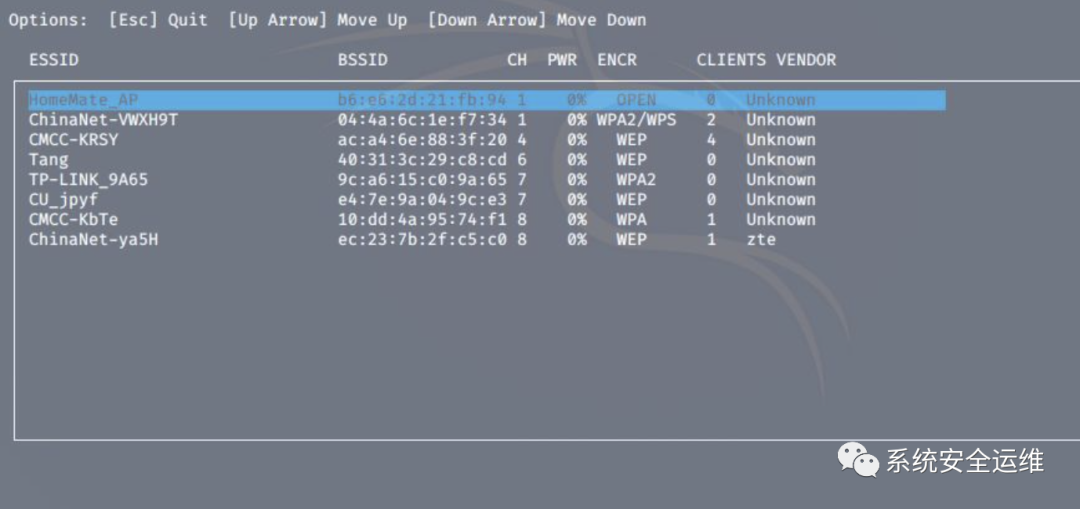 Options: [Esc] Quit [Up Arrow] Move Up [Down Arrow] Move Down
ESSID BSSID CH PWR ENCR CLIENTS VENDOR
HomeMate_AP b6:e6:2d:21:fb:94 1 0% OPEN 0 Unknown
ChinaNet-VWXH9T 04:4a:6c:1e:f7:34 1 0% WPA2/WPS 2 Unknown
CMCC-KRSY ac:a4:6e:88:3f:20 4 0% WEP 4 Unknown
Tang 40:31:3c:29:c8:cd 6 0% WEP 0 Unknown
TP-LINK_9A65 9c:a6:15:c0:9a:65 7 0% WPA2 0 Unknown
CU_jpyf e4:7e:9a:04:9c:e3 7 0% WEP 0 Unknown
CMCC-KbTe 10:dd:4a:95:74:f1 8 0% WPA 1 Unknown
ChinaNet-ya5H ec:23:7b:2f:c5:c0 8 0% WEP 1 zte
系统安全运维